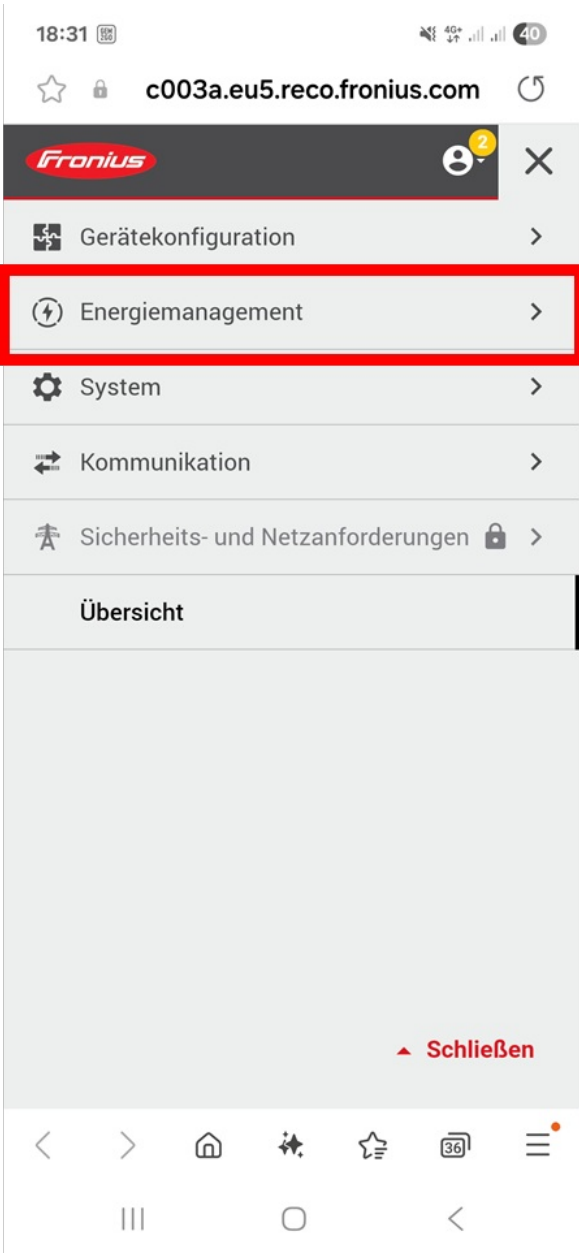 18:31
4G+
40
c003a.eu5.reco.fronius.com
Fronius
2
Gerätekonfiguration
Energiemanagement
System
Kommunikation
Sicherheits- und Netzanforderungen
Übersicht
Schließen
36